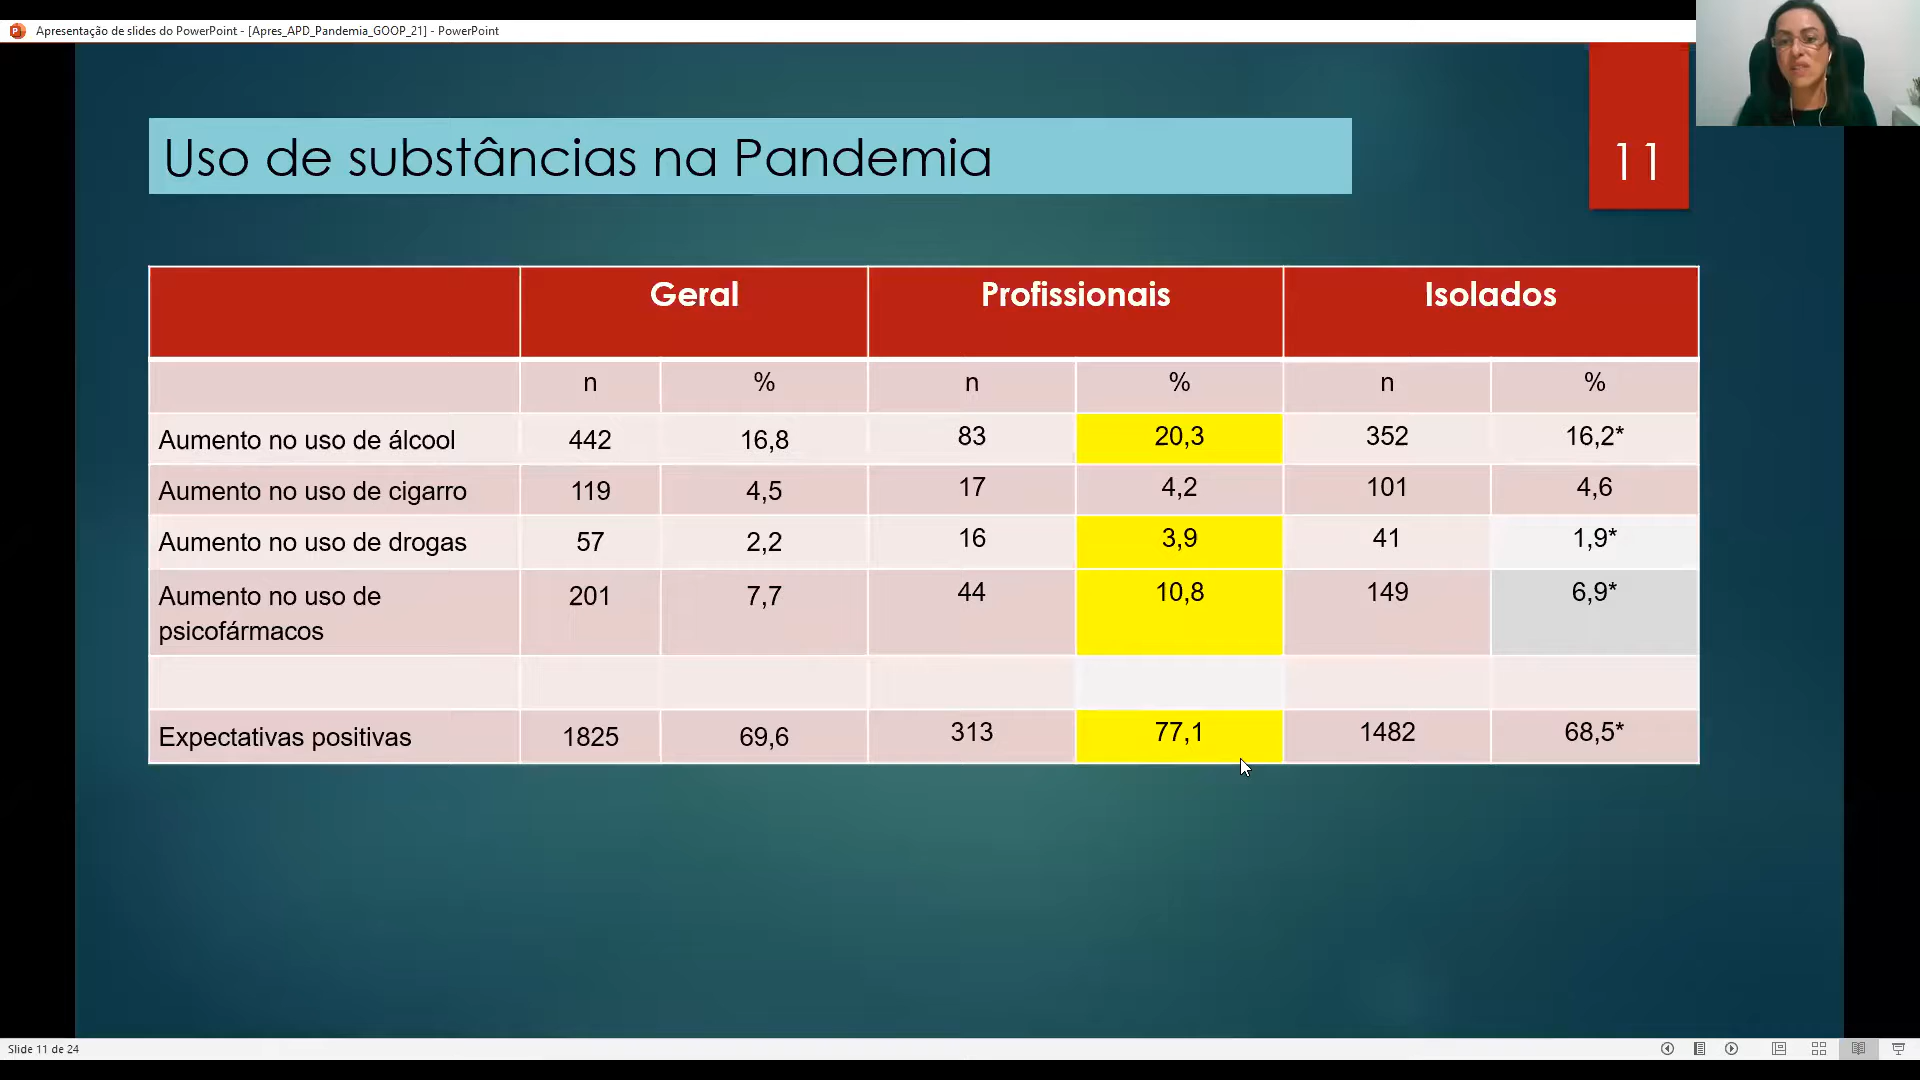 Apresentação de slides do PowerPoint - [Apres_APD_Pandemia_GOOP_21] - PowerPoint
Uso de substâncias na Pandemia
11
Geral Profissionais Isolados
n % n % n %
Aumento no uso de álcool 442 16,8 83 20,3 352 16,2*
Aumento no uso de cigarro 119 4,5 17 4,2 101 4,6
Aumento no uso de drogas 57 2,2 16 3,9 41 1,9*
Aumento no uso de 201 7,7 44 10,8 149 6,9*
psicofármacos
Expectativas positivas 1825 69,6 313 77,1 1482 68,5*
Slide 11 de 24